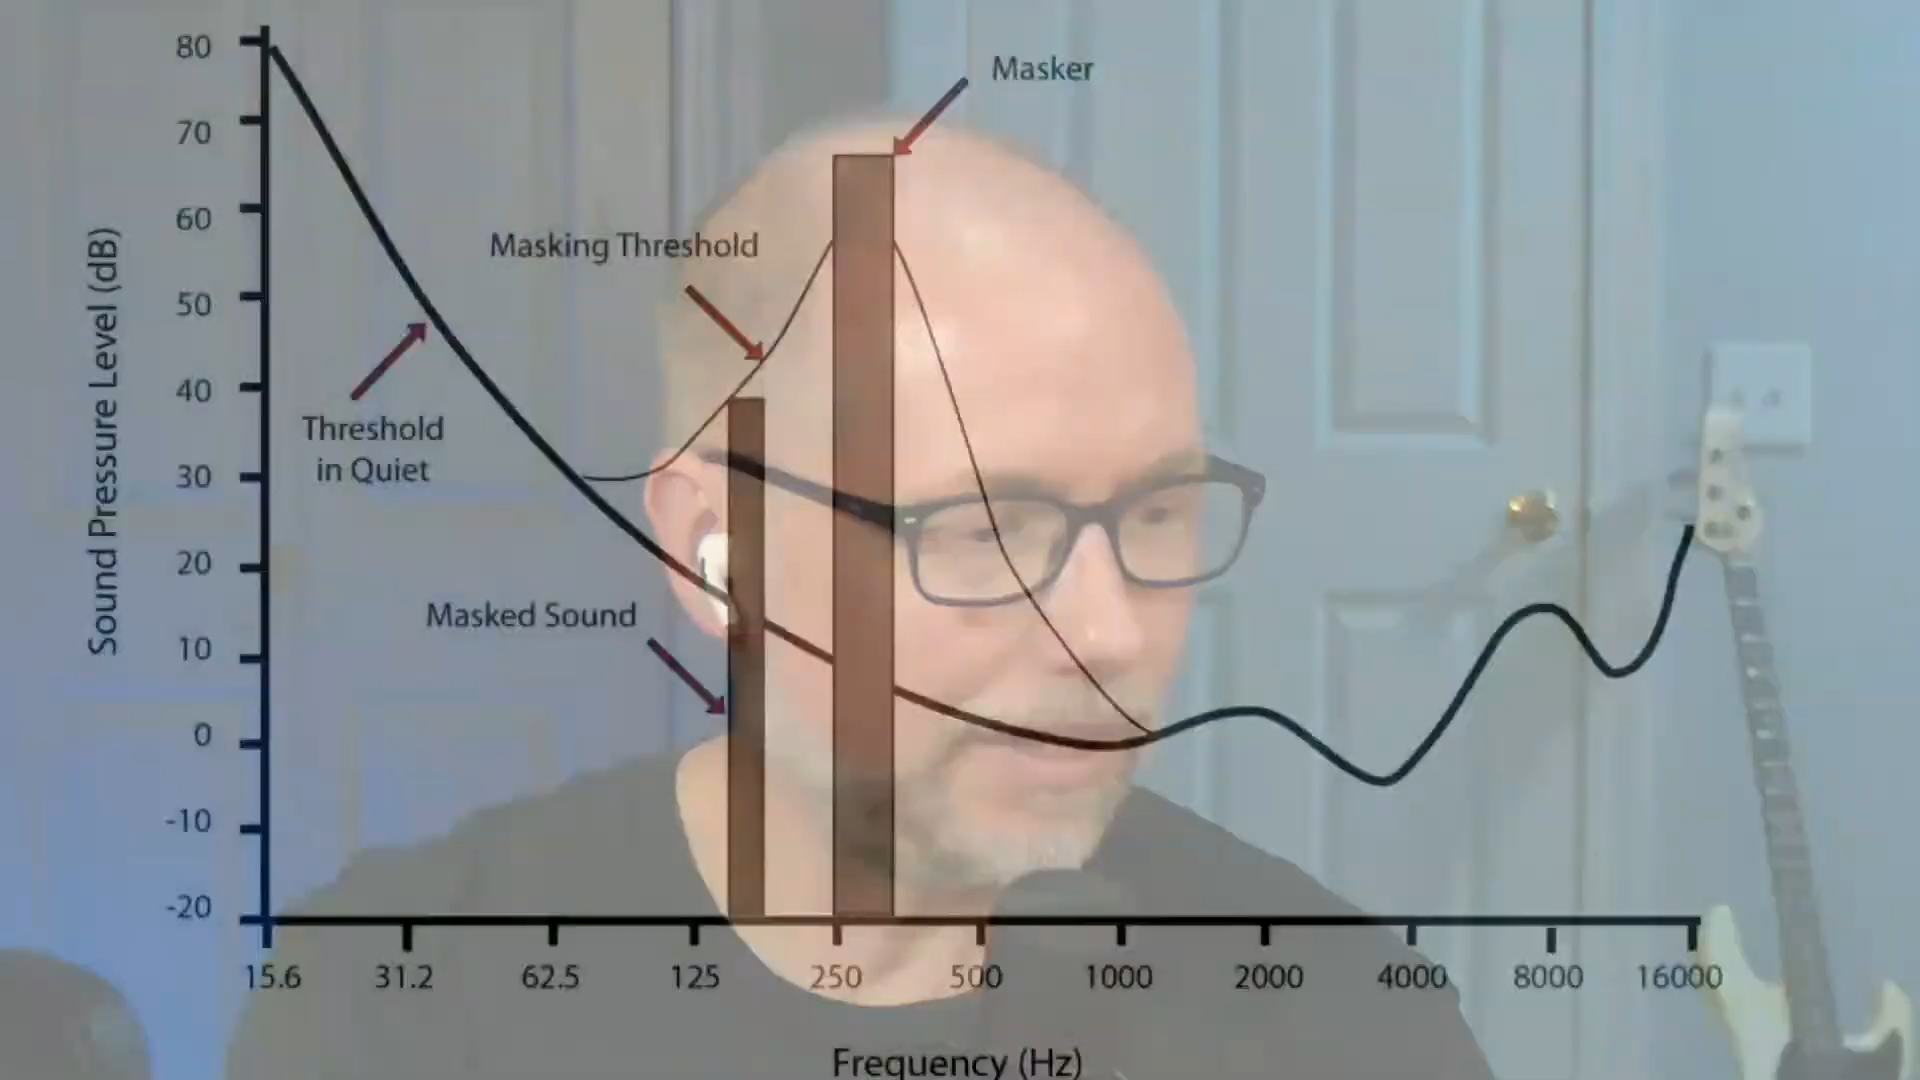 80
70
60
50
40
30
20
10
0
-10
-20
Sound Pressure Level (dB)
Masker
Masking Threshold
Threshold
in Quiet
Masked Sound
15.6 31.2 62.5 125 250 500 1000 2000 4000 8000 16000
Frequency (Hz)